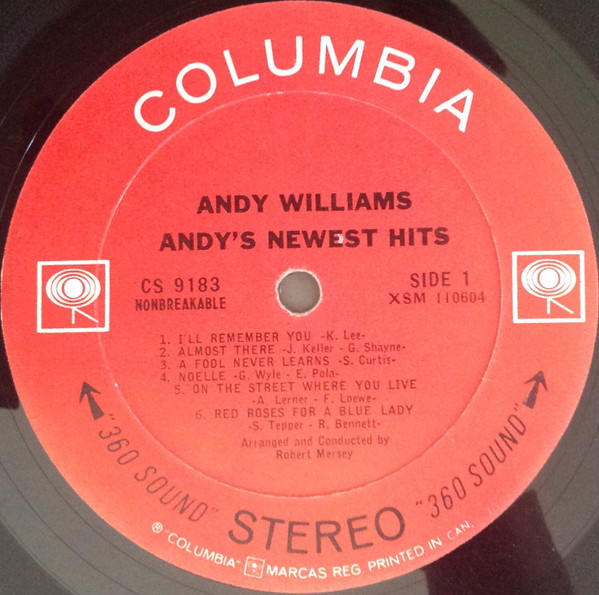 COLUMBIA
ANDY WILLIAMS
ANDY'S NEWEST HITS
CS 9183
NONBREAKABLE
SIDE 1
XSM 110604
1. I'LL REMEMBER YOU -K. Lee-
2. ALMOST THERE -J. Keller - G. Shayne-
3. A FOOL NEVER LEARNS -S. Curtis-
4. NOELLE -G. Wyle - E. Pola-
5. ON THE STREET WHERE YOU LIVE
-A. Lerner - F. Loewe-
6. RED ROSES FOR A BLUE LADY
-S. Tepper - R. Bennett-
Arranged and Conducted by
Robert Mersey
"360 SOUND" STEREO "360 SOUND"
Ⓡ "COLUMBIA" MARCAS REG. PRINTED IN CAN.